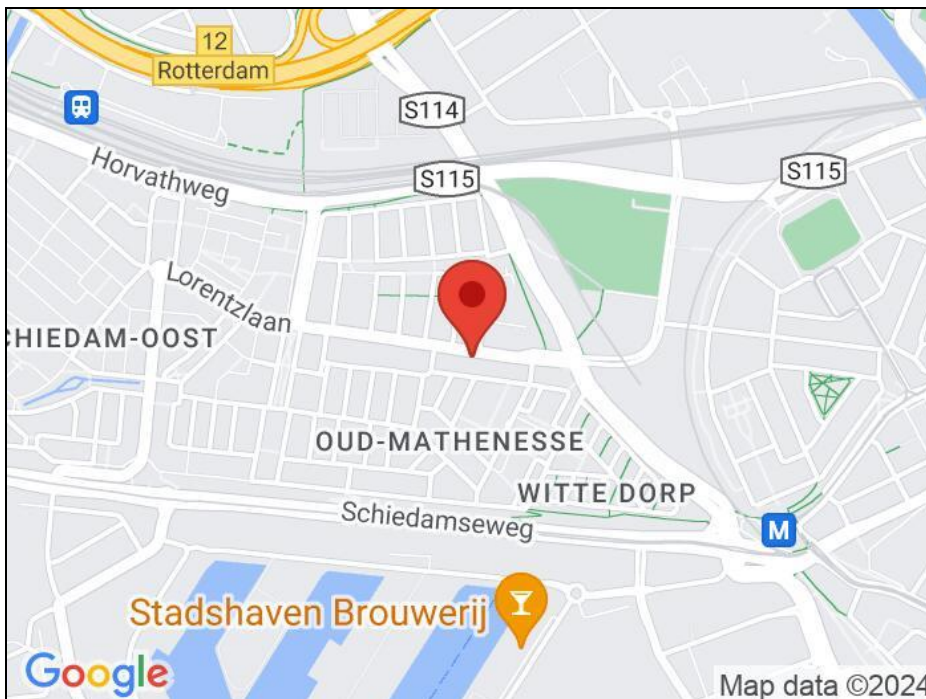 12
Rotterdam
S114
S115
S115
Horvathweg
Lorentzlaan
CHIEDAM-OOST
OUD-MATHENESSE
WITTE DORP
Schiedamseweg
M
Stadshaven Brouwerij
Google
Map data ©2024